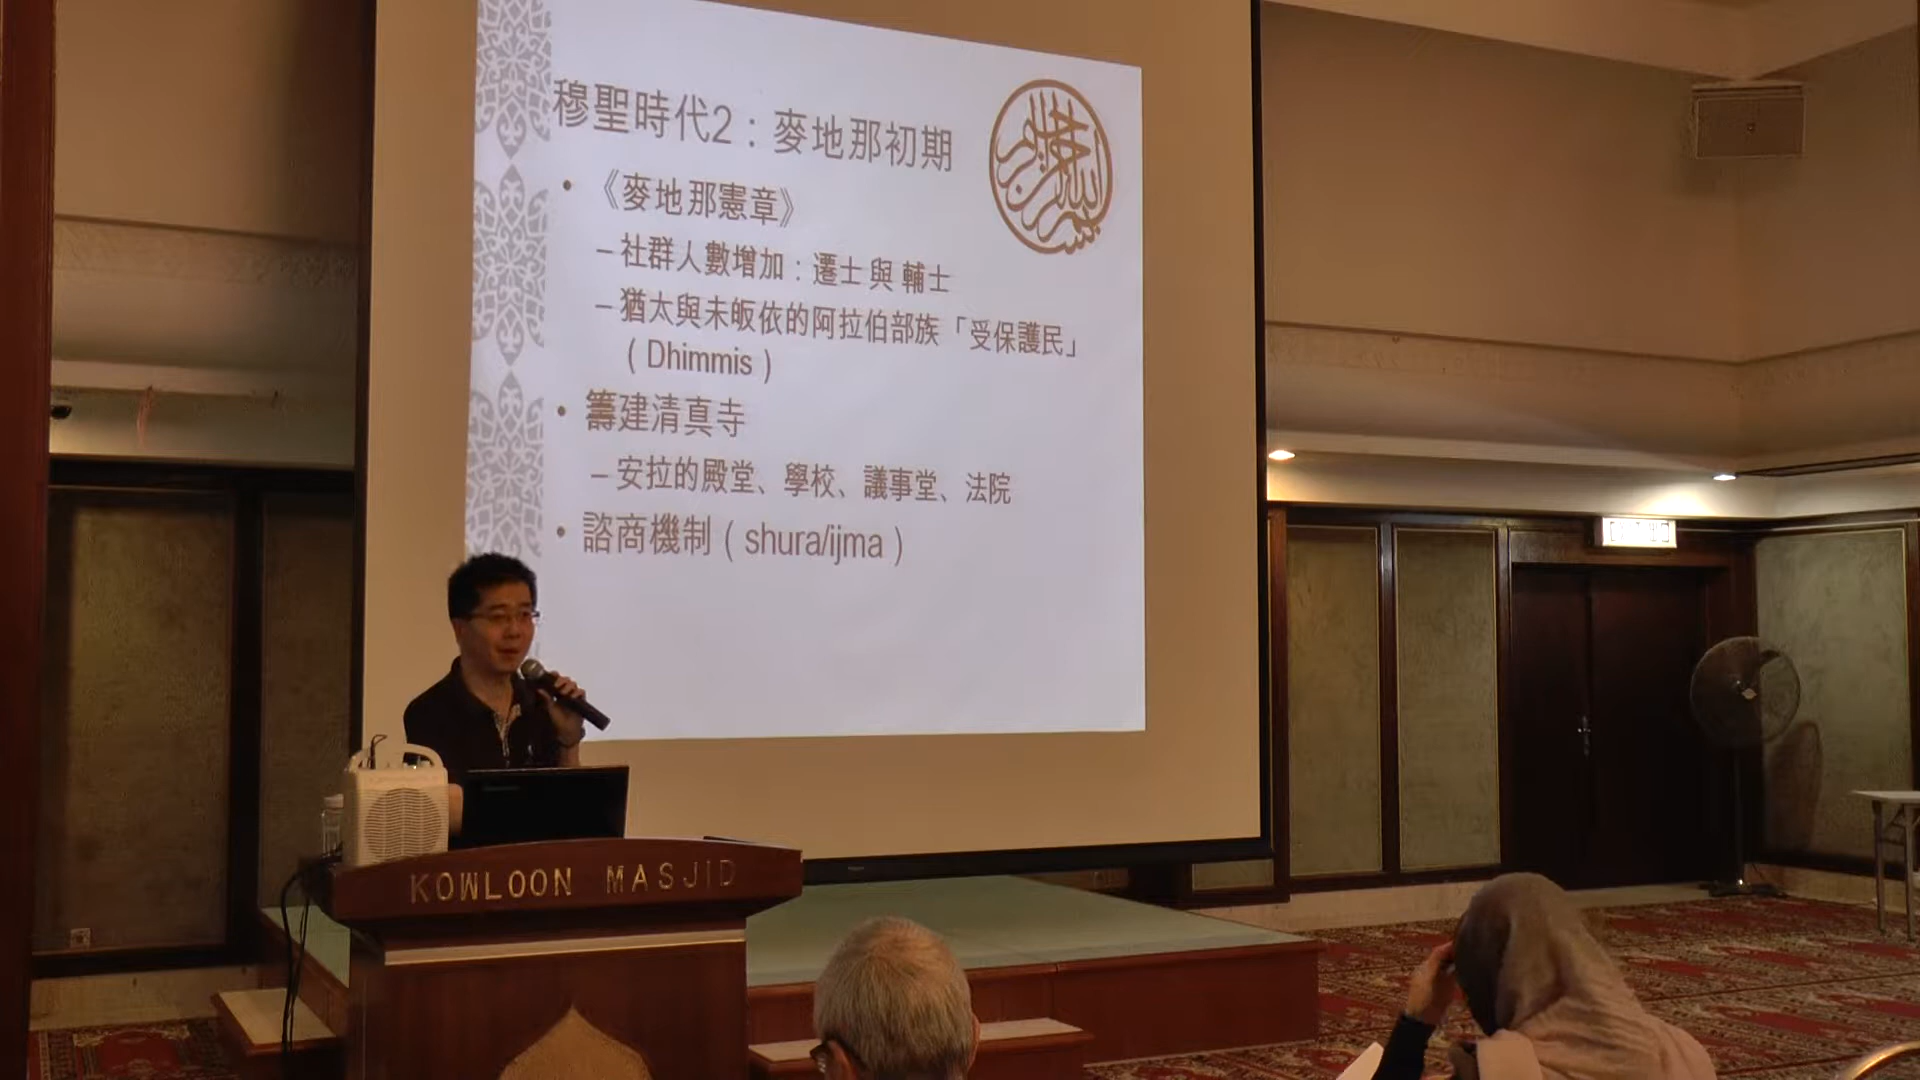 穆聖時代2：麥地那初期
• 《麥地那憲章》
– 社群人數增加：遷士 與 輔士
– 猶太與未皈依的阿拉伯部族「受保護民」
（Dhimmis）
• 籌建清真寺
– 安拉的殿堂、學校、議事堂、法院
• 諮商機制（shura/ijma）
KOWLOON MASJID